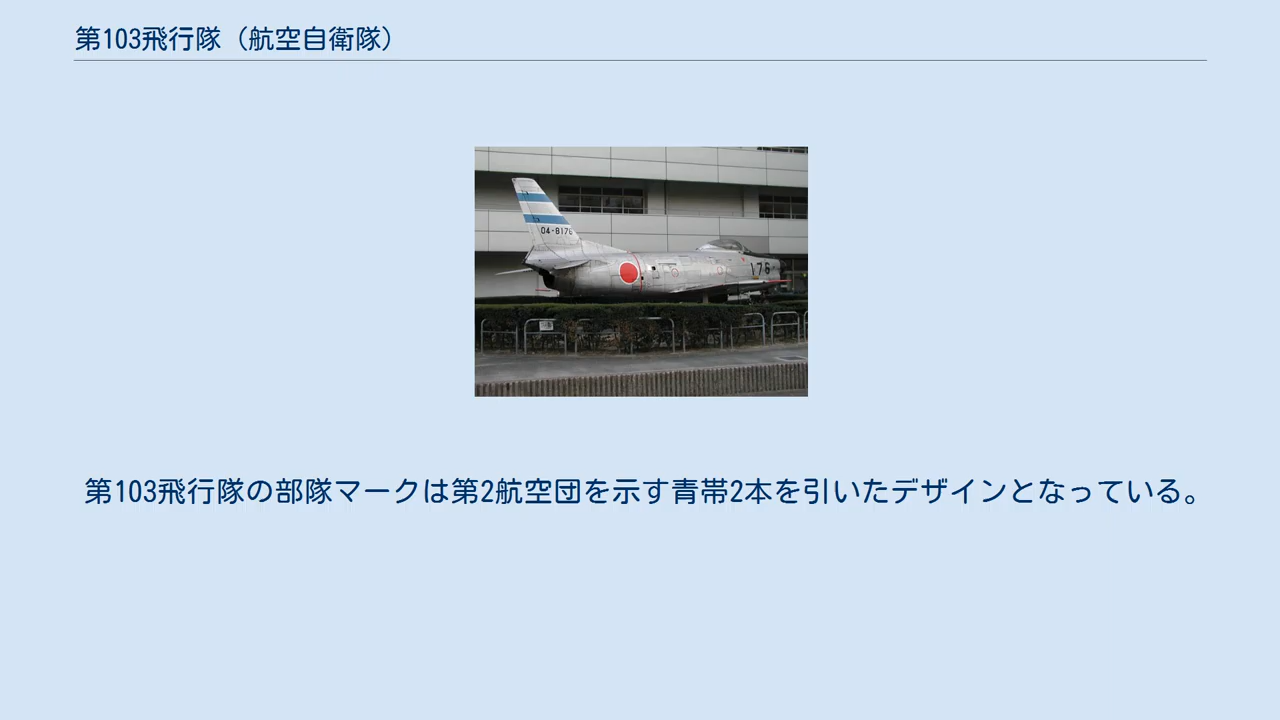 第103飛行隊（航空自衛隊）
04-8176
176
第103飛行隊の部隊マークは第2航空団を示す青帯2本を引いたデザインとなっている。